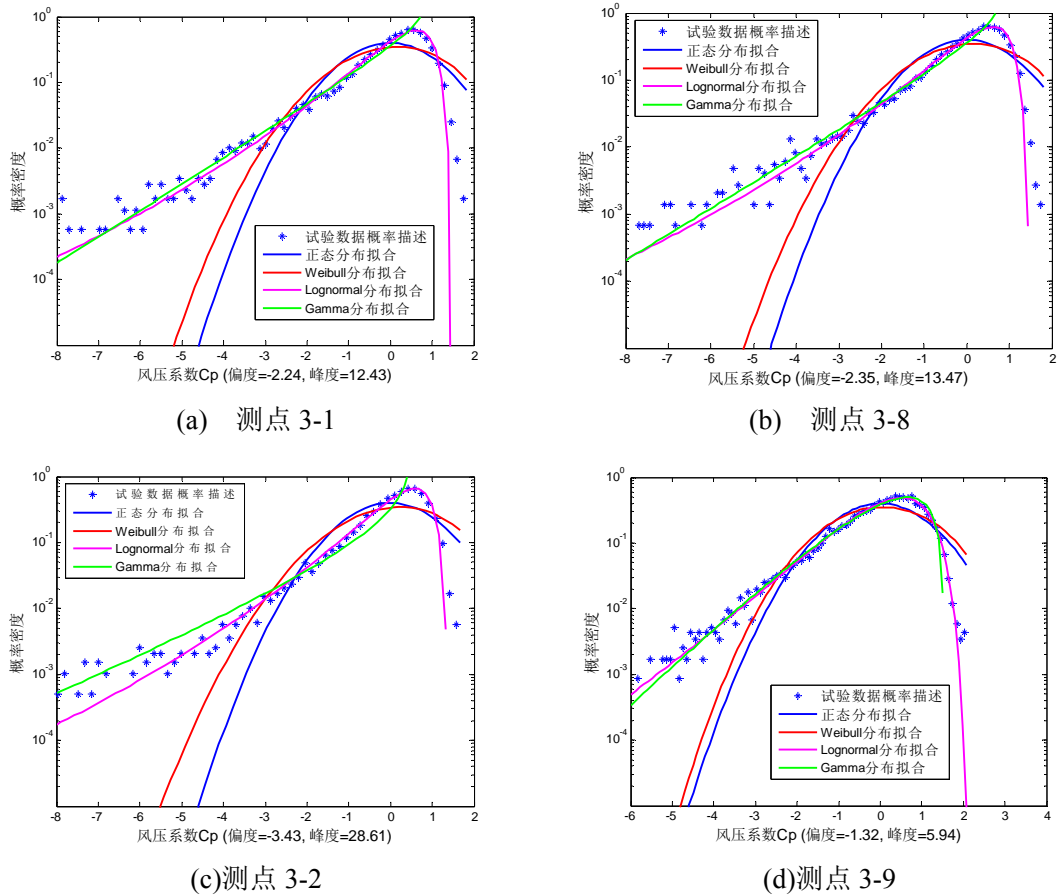 10^0
10^-1
10^-2
10^-3
10^-4
概率密度
试验数据概率描述
正态分布拟合
Weibull分布拟合
Lognormal分布拟合
Gamma分布拟合
-8 -7 -6 -5 -4 -3 -2 -1 0 1 2
风压系数Cp (偏度=-2.24, 峰度=12.43)
(a) 测点 3-1
10^0
10^-1
10^-2
10^-3
10^-4
概率密度
试验数据概率描述
正态分布拟合
Weibull分布拟合
Lognormal分布拟合
Gamma分布拟合
-8 -7 -6 -5 -4 -3 -2 -1 0 1 2
风压系数Cp (偏度=-2.35, 峰度=13.47)
(b) 测点 3-8
10^0
10^-1
10^-2
10^-3
10^-4
概率密度
试验数据概率描述
正态分布拟合
Weibull分布拟合
Lognormal分布拟合
Gamma分布拟合
-8 -7 -6 -5 -4 -3 -2 -1 0 1 2
风压系数Cp (偏度=-3.43, 峰度=28.61)
(c)测点 3-2
10^0
10^-1
10^-2
10^-3
10^-4
概率密度
试验数据概率描述
正态分布拟合
Weibull分布拟合
Lognormal分布拟合
Gamma分布拟合
-6 -5 -4 -3 -2 -1 0 1 2 3 4
风压系数Cp (偏度=-1.32, 峰度=5.94)
(d)测点 3-9